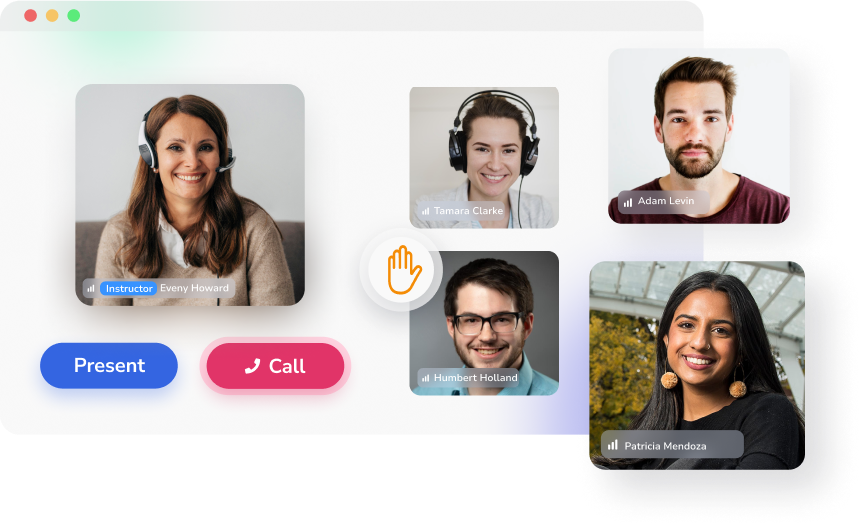 Instructor Eveny Howard
Present
Call
Tamara Clarke
Adam Levin
Humbert Holland
Patricia Mendoza